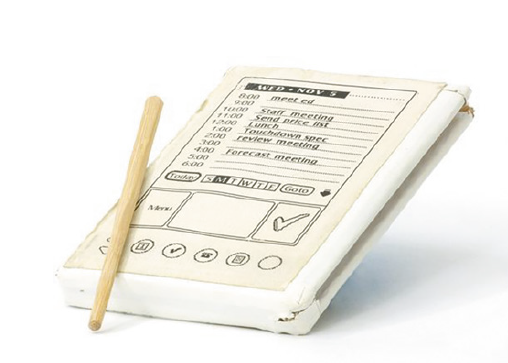 WED • NOV 5
8:00 meet ed
9:00
10:00 Staff meeting
11:00 Send price list
12:00 Lunch
1:00 Touchdown spec
2:00 review meeting
3:00
4:00 Forecast meeting
5:00
6:00
Today S M T W T F GoTo
Menu